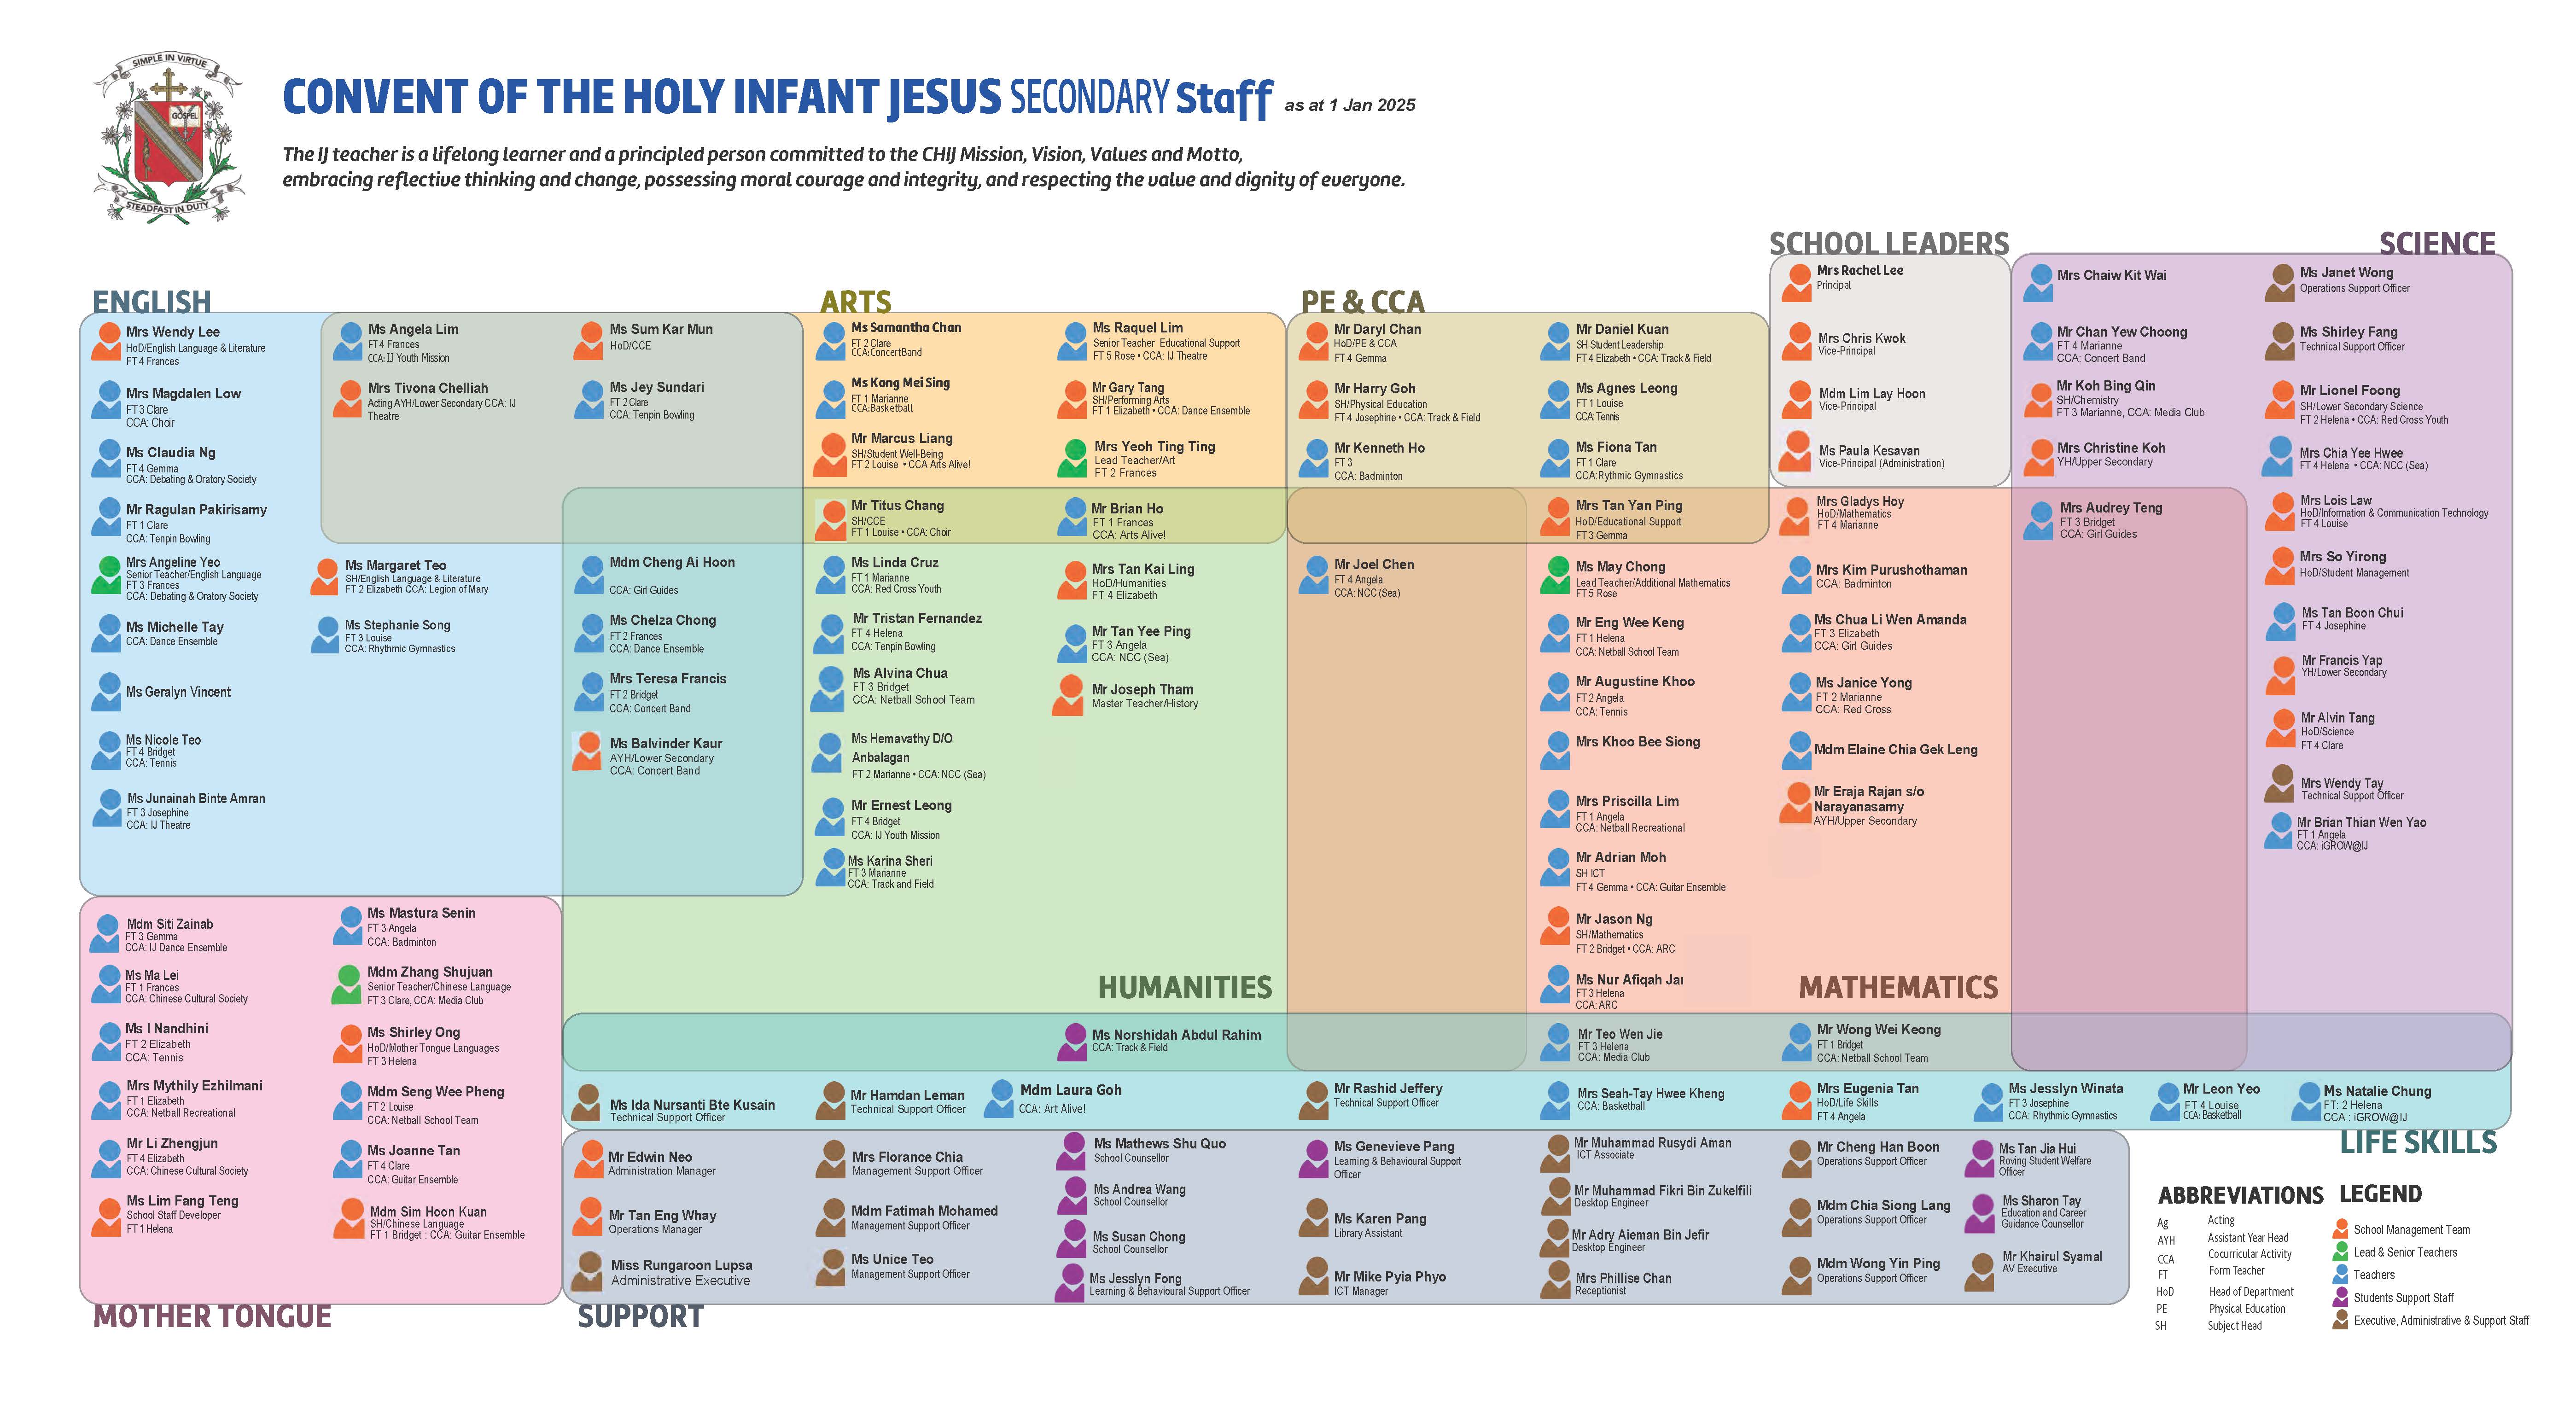 SIMPLE IN VIRTUE
GOSPEL
STEADFAST IN DUTY
CONVENT OF THE HOLY INFANT JESUS SECONDARY Staff as at 1 Jan 2025
The IJ teacher is a lifelong learner and a principled person committed to the CHIJ Mission, Vision, Values and Motto,
embracing reflective thinking and change, possessing moral courage and integrity, and respecting the value and dignity of everyone.
ENGLISH
Mrs Wendy Lee
HoD/English Language & Literature
FT 4 Frances
Mrs Magdalen Low
FT 3 Clare
CCA: Choir
Ms Claudia Ng
FT 4 Gemma
CCA: Debating & Oratory Society
Mr Ragulan Pakirisamy
FT 1 Clare
CCA: Tenpin Bowling
Mrs Angeline Yeo
Senior Teacher/English Language
FT 3 Frances
CCA: Debating & Oratory Society
Ms Michelle Tay
CCA: Dance Ensemble
Ms Geralyn Vincent
Ms Nicole Teo
FT 4 Bridget
CCA: Tennis
Ms Junainah Binte Amran
FT 3 Josephine
CCA: IJ Theatre
Ms Margaret Teo
SH/English Language & Literature
FT 2 Elizabeth CCA: Legion of Mary
Ms Stephanie Song
FT 3 Louise
CCA: Rhythmic Gymnastics
Ms Angela Lim
FT 4 Frances
CCA: IJ Youth Mission
Mrs Tivona Chelliah
Acting AYH/Lower Secondary CCA: IJ
Theatre
Ms Sum Kar Mun
HoD/CCE
Ms Jey Sundari
FT 2 Clare
CCA: Tenpin Bowling
Mdm Cheng Ai Hoon
CCA: Girl Guides
Ms Chelza Chong
FT 2 Frances
CCA: Dance Ensemble
Mrs Teresa Francis
FT 2 Bridget
CCA: Concert Band
Ms Balvinder Kaur
AYH/Lower Secondary
CCA: Concert Band
ARTS
Ms Samantha Chan
FT 2 Clare
CCA:ConcertBand
Ms Kong Mei Sing
FT 1 Marianne
CCA:Basketball
Mr Marcus Liang
SH/Student Well-Being
FT 2 Louise • CCA Arts Alive!
Ms Raquel Lim
Senior Teacher Educational Support
FT 5 Rose • CCA: IJ Theatre
Mr Gary Tang
SH/Performing Arts
FT 1 Elizabeth • CCA: Dance Ensemble
Mrs Yeoh Ting Ting
Lead Teacher/Art
FT 2 Frances
Mr Titus Chang
SH/CCE
FT 1 Louise • CCA: Choir
Mr Brian Ho
FT 1 Frances
CCA: Arts Alive!
Ms Linda Cruz
FT 1 Marianne
CCA: Red Cross Youth
Mr Tristan Fernandez
FT 4 Helena
CCA: Tenpin Bowling
Ms Alvina Chua
FT 3 Bridget
CCA: Netball School Team
Ms Hemavathy D/O
Anbalagan
FT 2 Marianne • CCA: NCC (Sea)
Mr Ernest Leong
FT 4 Bridget
CCA: IJ Youth Mission
Ms Karina Sheri
FT 3 Marianne
CCA: Track and Field
Mrs Tan Kai Ling
HoD/Humanities
FT 4 Elizabeth
Mr Tan Yee Ping
FT 3 Angela
CCA: NCC (Sea)
Mr Joseph Tham
Master Teacher/History
HUMANITIES
PE & CCA
Mr Daryl Chan
HoD/PE & CCA
FT 4 Gemma
Mr Harry Goh
SH/Physical Education
FT 4 Josephine • CCA: Track & Field
Mr Kenneth Ho
FT 3
CCA: Badminton
Mr Daniel Kuan
SH Student Leadership
FT 4 Elizabeth • CCA: Track & Field
Ms Agnes Leong
FT 1 Louise
CCA: Tennis
Ms Fiona Tan
FT 1 Clare
CCA:Rythmic Gymnastics
Mrs Tan Yan Ping
HoD/Educational Support
FT 3 Gemma
Mr Joel Chen
FT 4 Angela
CCA: NCC (Sea)
SCHOOL LEADERS
Mrs Rachel Lee
Principal
Mrs Chris Kwok
Vice-Principal
Mdm Lim Lay Hoon
Vice-Principal
Ms Paula Kesavan
Vice-Principal (Administration)
Mrs Gladys Hoy
HoD/Mathematics
FT 4 Marianne
Ms May Chong
Lead Teacher/Additional Mathematics
FT 5 Rose
Mr Eng Wee Keng
FT 1 Helena
CCA: Netball School Team
Mr Augustine Khoo
FT 2 Angela
CCA: Tennis
Mrs Khoo Bee Siong
Mrs Priscilla Lim
FT 1 Angela
CCA: Netball Recreational
Mr Adrian Moh
SH ICT
FT 4 Gemma • CCA: Guitar Ensemble
Mr Jason Ng
SH/Mathematics
FT 2 Bridget • CCA: ARC
Ms Nur Afiqah Jar
FT 3 Helena
CCA: ARC
Mrs Kim Purushothaman
CCA: Badminton
Ms Chua Li Wen Amanda
FT 3 Elizabeth
CCA: Girl Guides
Ms Janice Yong
FT 2 Marianne
CCA: Red Cross
Mdm Elaine Chia Gek Leng
Mr Eraja Rajan s/o
Narayanasamy
AYH/Upper Secondary
MATHEMATICS
SCIENCE
Mrs Chaiw Kit Wai
Mr Chan Yew Choong
FT 4 Marianne
CCA: Concert Band
Mr Koh Bing Qin
SH/Chemistry
FT 3 Marianne, CCA: Media Club
Mrs Christine Koh
YH/Upper Secondary
Mrs Audrey Teng
FT 3 Bridget
CCA: Girl Guides
Ms Janet Wong
Operations Support Officer
Ms Shirley Fang
Technical Support Officer
Mr Lionel Foong
SH/Lower Secondary Science
FT 2 Helena • CCA: Red Cross Youth
Mrs Chia Yee Hwee
FT 4 Helena • CCA: NCC (Sea)
Mrs Lois Law
HoD/Information & Communication Technology
FT 4 Louise
Mrs So Yirong
HoD/Student Management
Ms Tan Boon Chui
FT 4 Josephine
Mr Francis Yap
YH/Lower Secondary
Mr Alvin Tang
HoD/Science
FT 4 Clare
Mrs Wendy Tay
Technical Support Officer
Mr Brian Thian Wen Yao
FT 1 Angela
CCA: iGROW@IJ
Mdm Siti Zainab
FT 3 Gemma
CCA: IJ Dance Ensemble
Ms Ma Lei
FT 1 Frances
CCA: Chinese Cultural Society
Ms I Nandhini
FT 2 Elizabeth
CCA: Tennis
Mrs Mythily Ezhilmani
FT 1 Elizabeth
CCA: Netball Recreational
Mr Li Zhengjun
FT 4 Elizabeth
CCA: Chinese Cultural Society
Ms Lim Fang Teng
School Staff Developer
FT 1 Helena
Ms Mastura Senin
FT 3 Angela
CCA: Badminton
Mdm Zhang Shujuan
Senior Teacher/Chinese Language
FT 3 Clare, CCA: Media Club
Ms Shirley Ong
HoD/Mother Tongue Languages
FT 3 Helena
Mdm Seng Wee Pheng
FT 2 Louise
CCA: Netball School Team
Ms Joanne Tan
FT 4 Clare
CCA: Guitar Ensemble
Mdm Sim Hoon Kuan
SH/Chinese Language
FT 1 Bridget : CCA: Guitar Ensemble
MOTHER TONGUE
Ms Norshidah Abdul Rahim
CCA: Track & Field
Mr Teo Wen Jie
FT 3 Helena
CCA: Media Club
Mr Wong Wei Keong
FT 1 Bridget
CCA: Netball School Team
Ms Ida Nursanti Bte Kusain
Technical Support Officer
Mr Hamdan Leman
Technical Support Officer
Mdm Laura Goh
CCA: Art Alive!
Mr Rashid Jeffery
Technical Support Officer
Mrs Seah-Tay Hwee Kheng
CCA: Basketball
Mrs Eugenia Tan
HoD/Life Skills
FT 4 Angela
Ms Jesslyn Winata
FT 3 Josephine
CCA: Rhythmic Gymnastics
Mr Leon Yeo
FT 4 Louise
CCA: Basketball
Ms Natalie Chung
FT: 2 Helena
CCA : iGROW@IJ
LIFE SKILLS
Mr Edwin Neo
Administration Manager
Mr Tan Eng Whay
Operations Manager
Miss Rungaroon Lupsa
Administrative Executive
Mrs Florance Chia
Management Support Officer
Mdm Fatimah Mohamed
Management Support Officer
Ms Unice Teo
Management Support Officer
Ms Mathews Shu Quo
School Counsellor
Ms Andrea Wang
School Counsellor
Ms Susan Chong
School Counsellor
Ms Jesslyn Fong
Learning & Behavioural Support Officer
Ms Genevieve Pang
Learning & Behavioural Support
Officer
Ms Karen Pang
Library Assistant
Mr Mike Pyia Phyo
ICT Manager
Mr Muhammad Rusydi Aman
ICT Associate
Mr Muhammad Fikri Bin Zukelfili
Desktop Engineer
Mr Adry Aieman Bin Jefir
Desktop Engineer
Mrs Phillise Chan
Receptionist
Mr Cheng Han Boon
Operations Support Officer
Mdm Chia Siong Lang
Operations Support Officer
Mdm Wong Yin Ping
Operations Support Officer
Ms Tan Jia Hui
Roving Student Welfare
Officer
Ms Sharon Tay
Education and Career
Guidance Counsellor
Mr Khairul Syamal
AV Executive
SUPPORT
ABBREVIATIONS
Ag Acting
AYH Assistant Year Head
CCA Cocurricular Activity
FT Form Teacher
HoD Head of Department
PE Physical Education
SH Subject Head
LEGEND
School Management Team
Lead & Senior Teachers
Teachers
Students Support Staff
Executive, Administrative & Support Staff